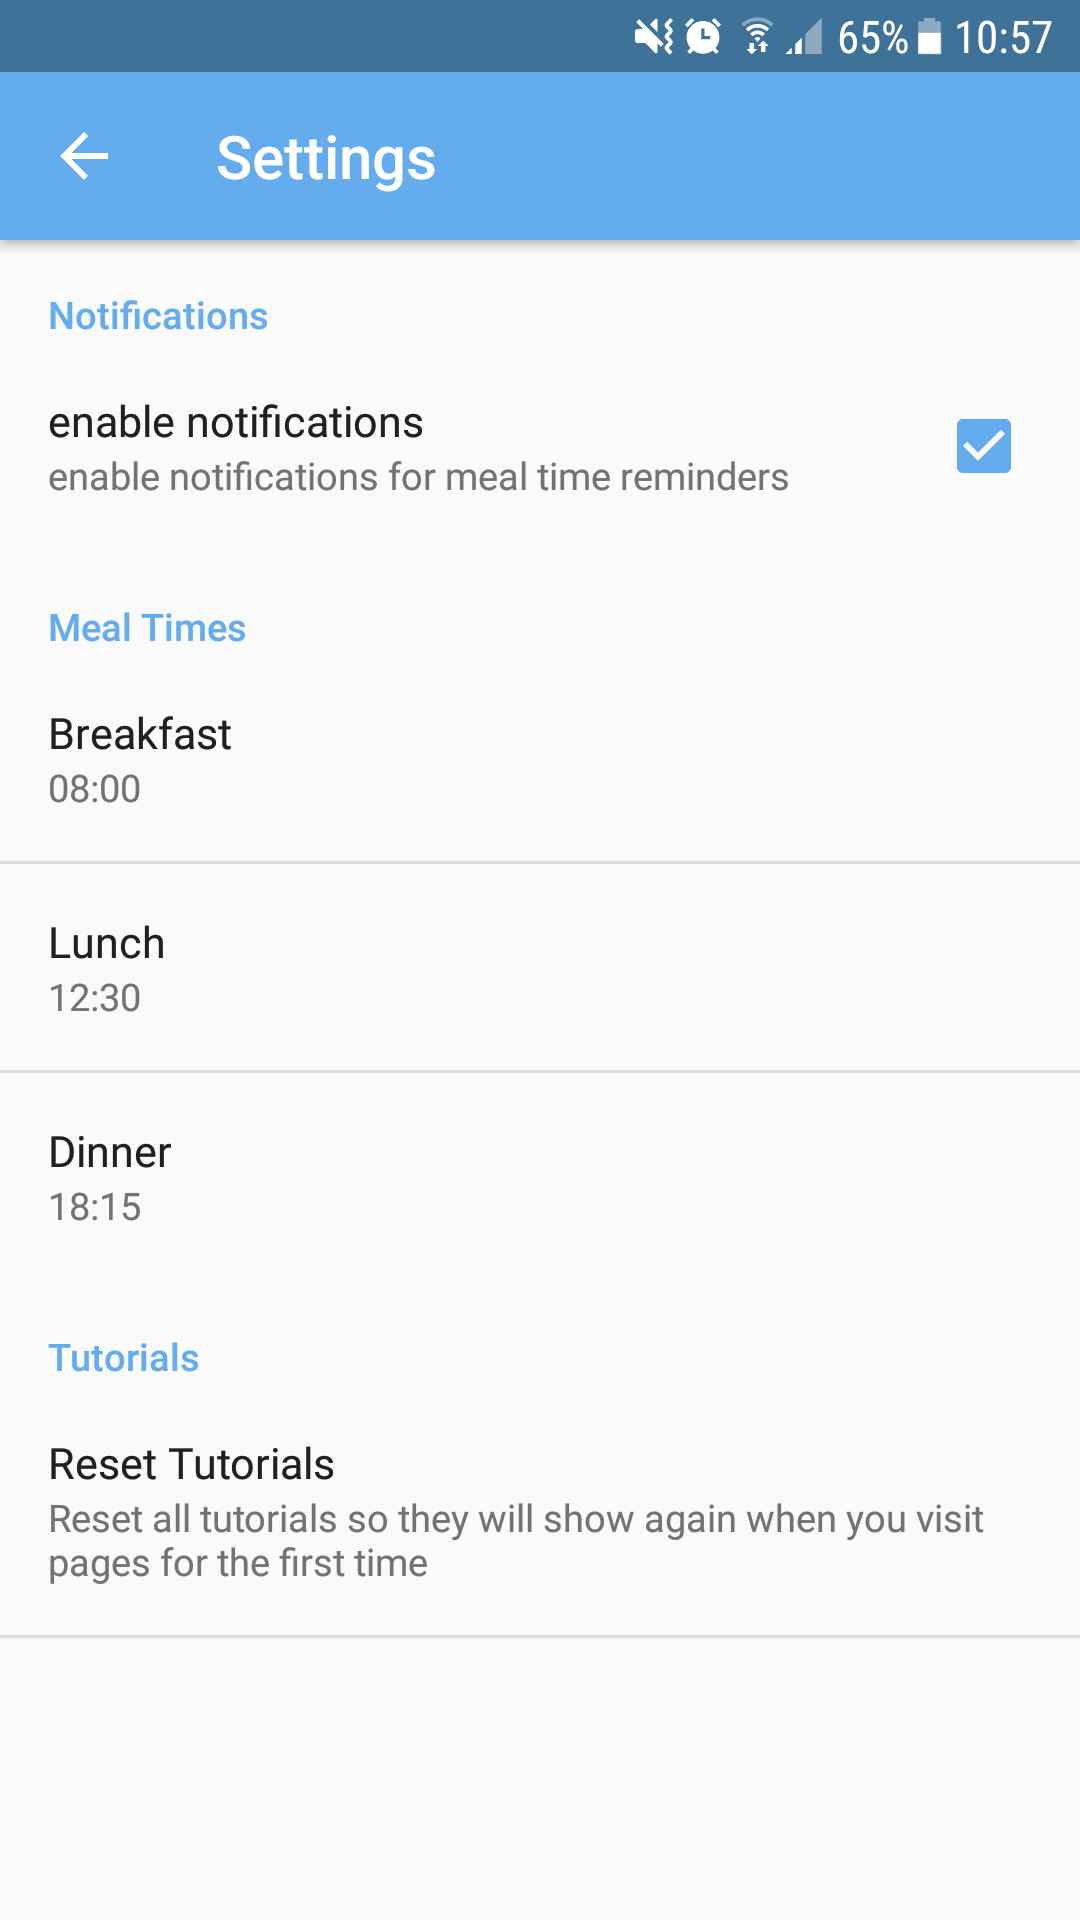 65% 10:57
Settings
Notifications
enable notifications
enable notifications for meal time reminders
Meal Times
Breakfast
08:00
Lunch
12:30
Dinner
18:15
Tutorials
Reset Tutorials
Reset all tutorials so they will show again when you visit
pages for the first time